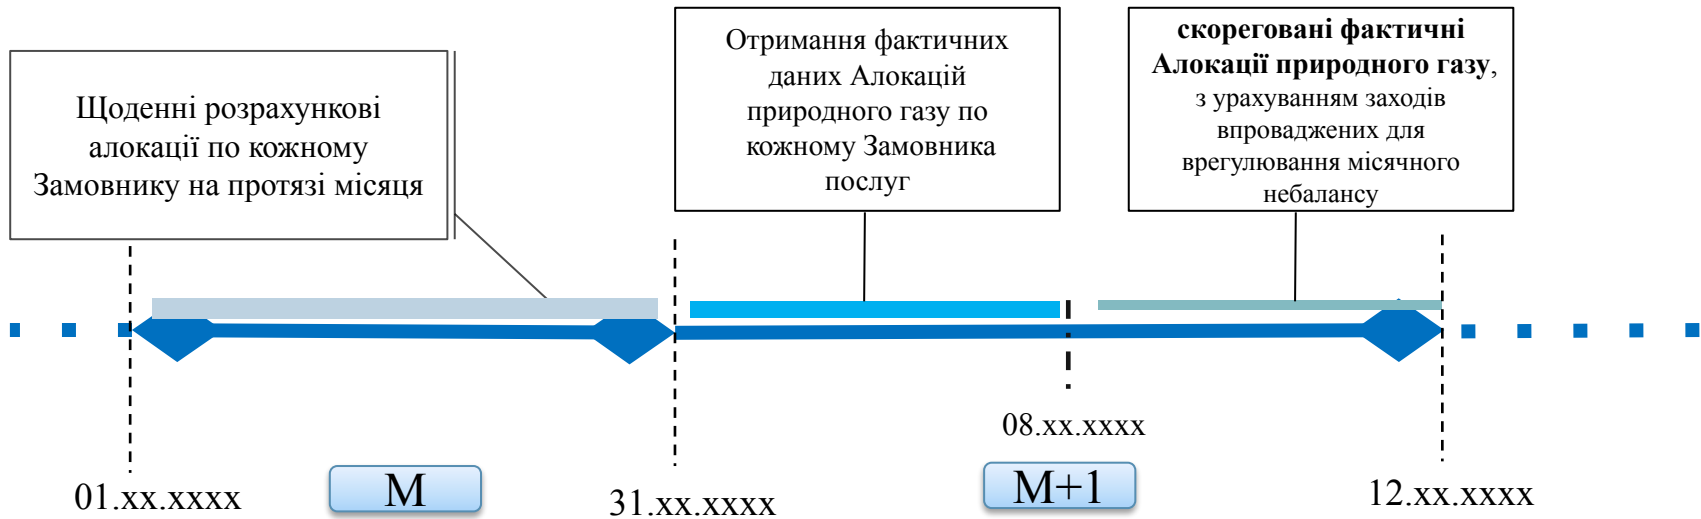 Щоденні розрахункові
алокації по кожному
Замовнику на протязі місяця
Отримання фактичних
даних Алокацій
природного газу по
кожному Замовника
послуг
скореговані фактичні
Алокації природного газу,
з урахуванням заходів
впроваджених для
врегулювання місячного
небалансу
08.xx.xxxx
01.xx.xxxx
М
31.xx.xxxx
М+1
12.xx.xxxx